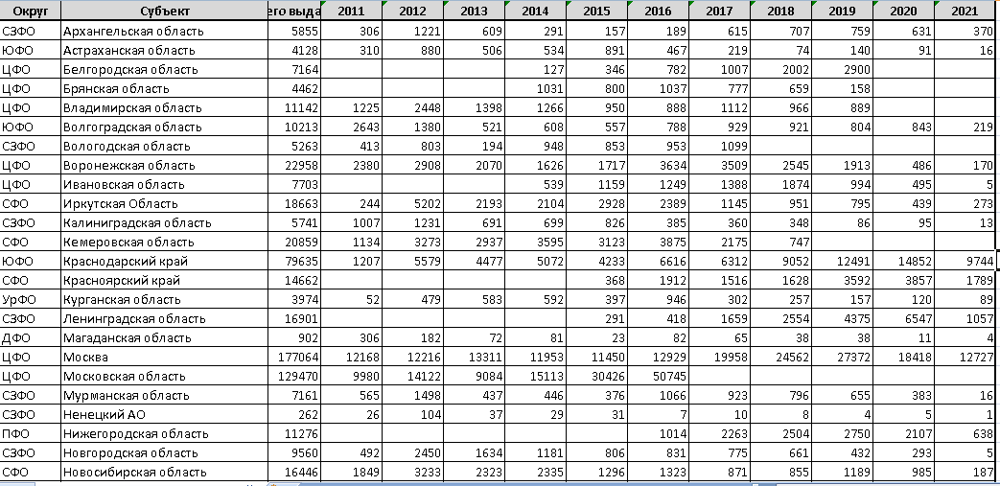 Округ Субъект его выда 2011 2012 2013 2014 2015 2016 2017 2018 2019 2020 2021
СЗФО Архангельская область 5855 306 1221 609 291 157 189 615 707 759 631 370
ЮФО Астраханская область 4128 310 880 506 534 891 467 219 74 140 91 16
ЦФО Белгородская область 7164 127 346 782 1007 2002 2900
ЦФО Брянская область 4462 1031 800 1037 777 659 158
ЦФО Владимирская область 11142 1225 2448 1398 1266 950 888 1112 966 889
ЮФО Волгоградская область 10213 2643 1380 521 608 557 788 929 921 804 843 219
СЗФО Вологодская область 5263 413 803 194 948 853 953 1099
ЦФО Воронежская область 22958 2380 2908 2070 1626 1717 3634 3509 2545 1913 486 170
ЦФО Ивановская область 7703 539 1159 1249 1388 1874 994 495 5
СФО Иркутская Область 18663 244 5202 2193 2104 2928 2389 1145 951 795 439 273
СЗФО Калиниградская область 5741 1007 1231 691 699 826 385 360 348 86 95 13
СФО Кемеровская область 20859 1134 3273 2937 3595 3123 3875 2175 747
ЮФО Краснодарский край 79635 1207 5579 4477 5072 4233 6616 6312 9052 12491 14852 9744
СФО Красноярский край 14662 368 1912 1516 1628 3592 3857 1789
УрФО Курганская область 3974 52 479 583 592 397 946 302 257 157 120 89
СЗФО Ленинградская область 16901 291 418 1659 2554 4375 6547 1057
ДФО Магаданская область 902 306 182 72 81 23 82 65 38 38 11 4
ЦФО Москва 177064 12168 12216 13311 11953 11450 12929 19958 24562 27372 18418 12727
ЦФО Московская область 129470 9980 14122 9084 15113 30426 50745
СЗФО Мурманская область 7161 565 1498 437 446 376 1066 923 796 655 383 16
СЗФО Ненецкий АО 262 26 104 37 29 31 7 10 8 4 5 1
ПФО Нижегородская область 11276 1014 2263 2504 2750 2107 638
СЗФО Новгородская область 9560 492 2450 1634 1181 806 831 775 661 432 293 5
СФО Новосибирская область 16446 1849 3233 2323 2335 1296 1323 871 855 1189 985 187